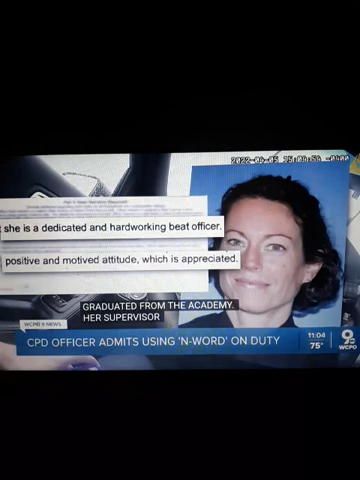 2022-06-05 15:06:56 -0400
she is a dedicated and hardworking beat officer.
positive and motived attitude, which is appreciated.
GRADUATED FROM THE ACADEMY.
HER SUPERVISOR
WCPO 9 NEWS
CPD OFFICER ADMITS USING 'N-WORD' ON DUTY
11:04
75°
9
WCPO